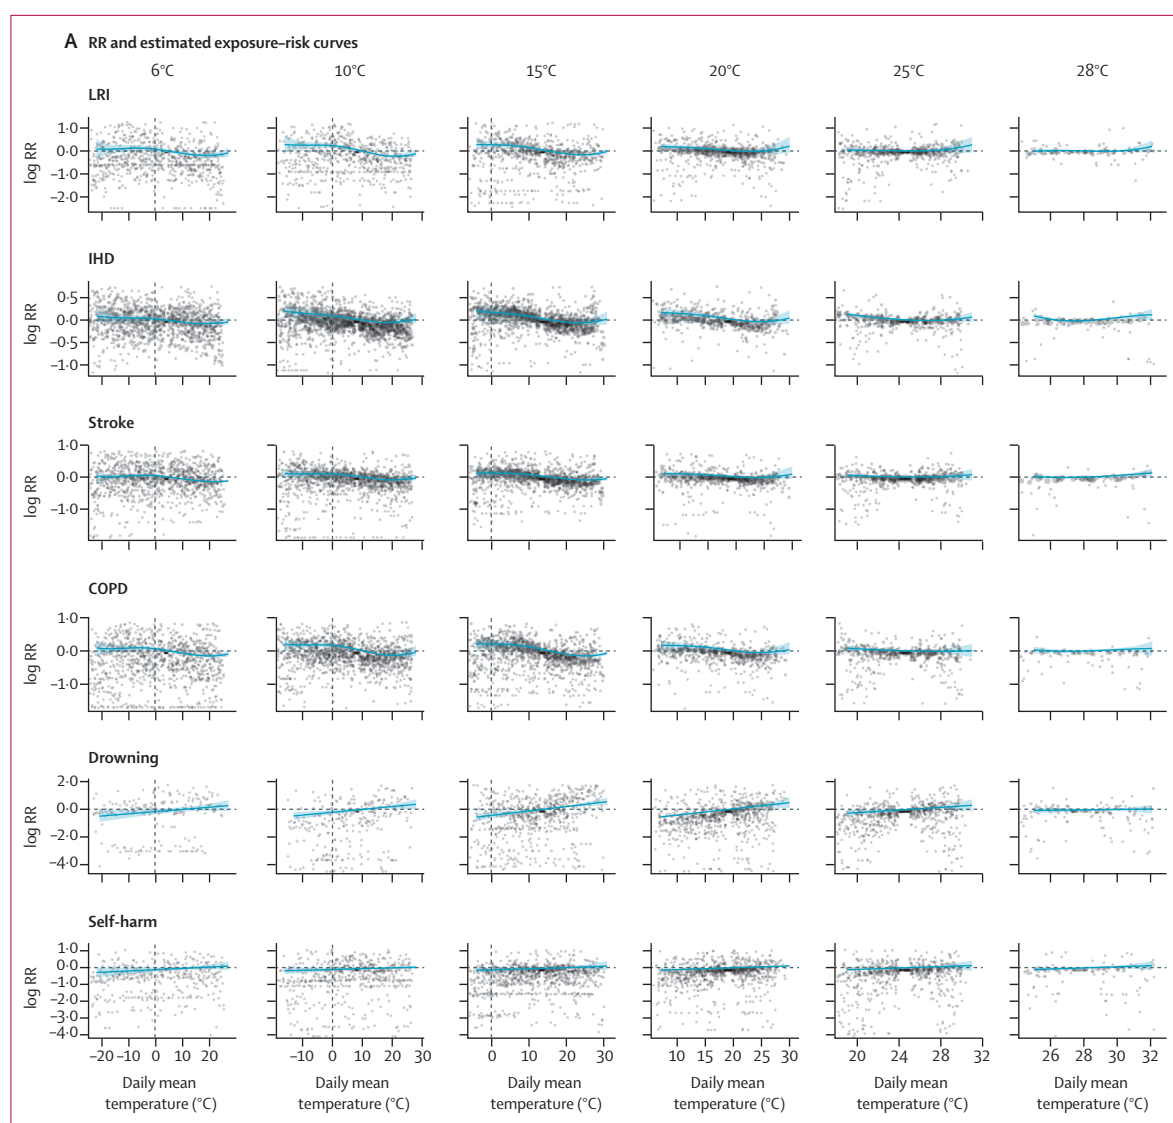 A RR and estimated exposure–risk curves
6°C 10°C 15°C 20°C 25°C 28°C
LRI
log RR
1·0
0·0
–1·0
–2·0
IHD
log RR
0·5
0·0
–0·5
–1·0
Stroke
log RR
1·0
0·0
–1·0
COPD
log RR
1·0
0·0
–1·0
Drowning
log RR
2·0
0·0
–2·0
–4·0
Self-harm
log RR
1·0
0·0
–1·0
–2·0
–3·0
–4·0
–20 –10 0 10 20 –10 0 10 20 30 0 10 20 30 10 15 20 25 30 20 24 28 32 26 28 30 32
Daily mean Daily mean Daily mean Daily mean Daily mean Daily mean
temperature (°C) temperature (°C) temperature (°C) temperature (°C) temperature (°C) temperature (°C)